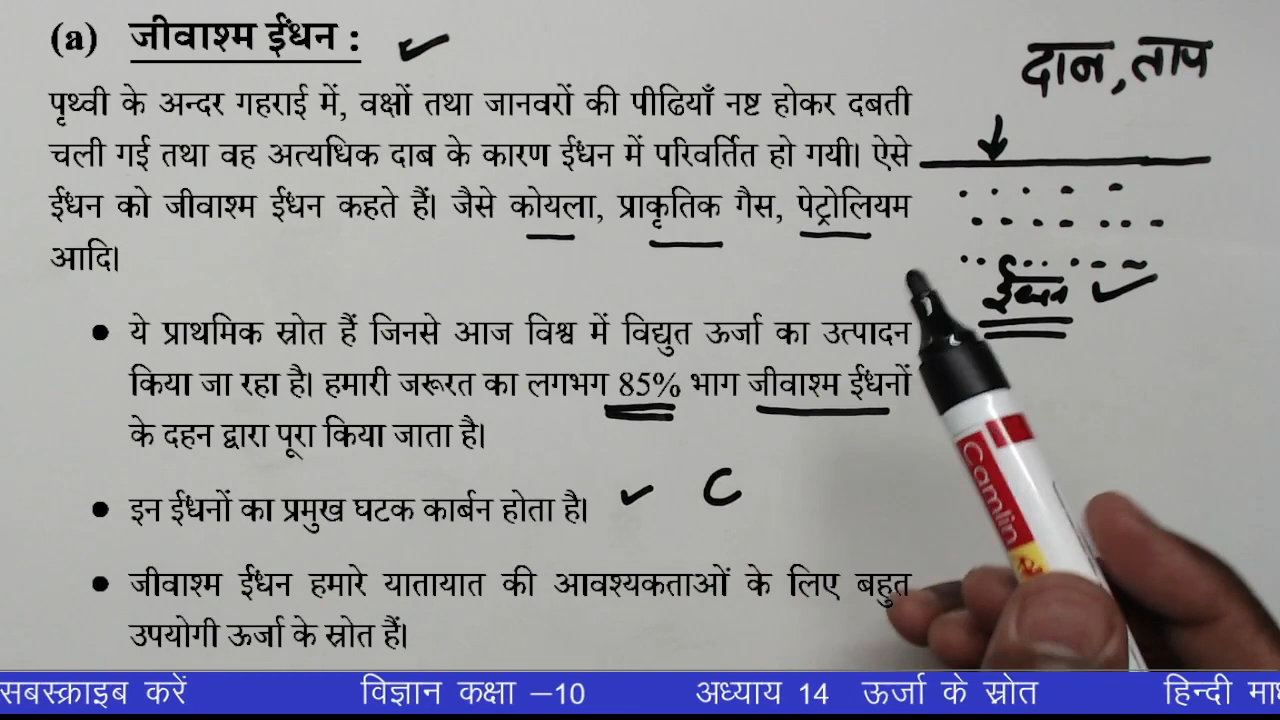 (a) जीवाश्म ईंधन :
दाब, ताप
पृथ्वी के अन्दर गहराई में, वक्षों तथा जानवरों की पीढियाँ नष्ट होकर दबती
चली गई तथा वह अत्यधिक दाब के कारण ईंधन में परिवर्तित हो गयी। ऐसे
ईंधन को जीवाश्म ईंधन कहते हैं। जैसे कोयला, प्राकृतिक गैस, पेट्रोलियम
आदि।
ईंधन
• ये प्राथमिक स्रोत हैं जिनसे आज विश्व में विद्युत ऊर्जा का उत्पादन
किया जा रहा है। हमारी जरूरत का लगभग 85% भाग जीवाश्म ईंधनों
के दहन द्वारा पूरा किया जाता है।
• इन ईंधनों का प्रमुख घटक कार्बन होता है। C
• जीवाश्म ईंधन हमारे यातायात की आवश्यकताओं के लिए बहुत
उपयोगी ऊर्जा के स्रोत हैं।
Camlin
सबस्क्राइब करें विज्ञान कक्षा –10 अध्याय 14 ऊर्जा के स्रोत हिन्दी मा